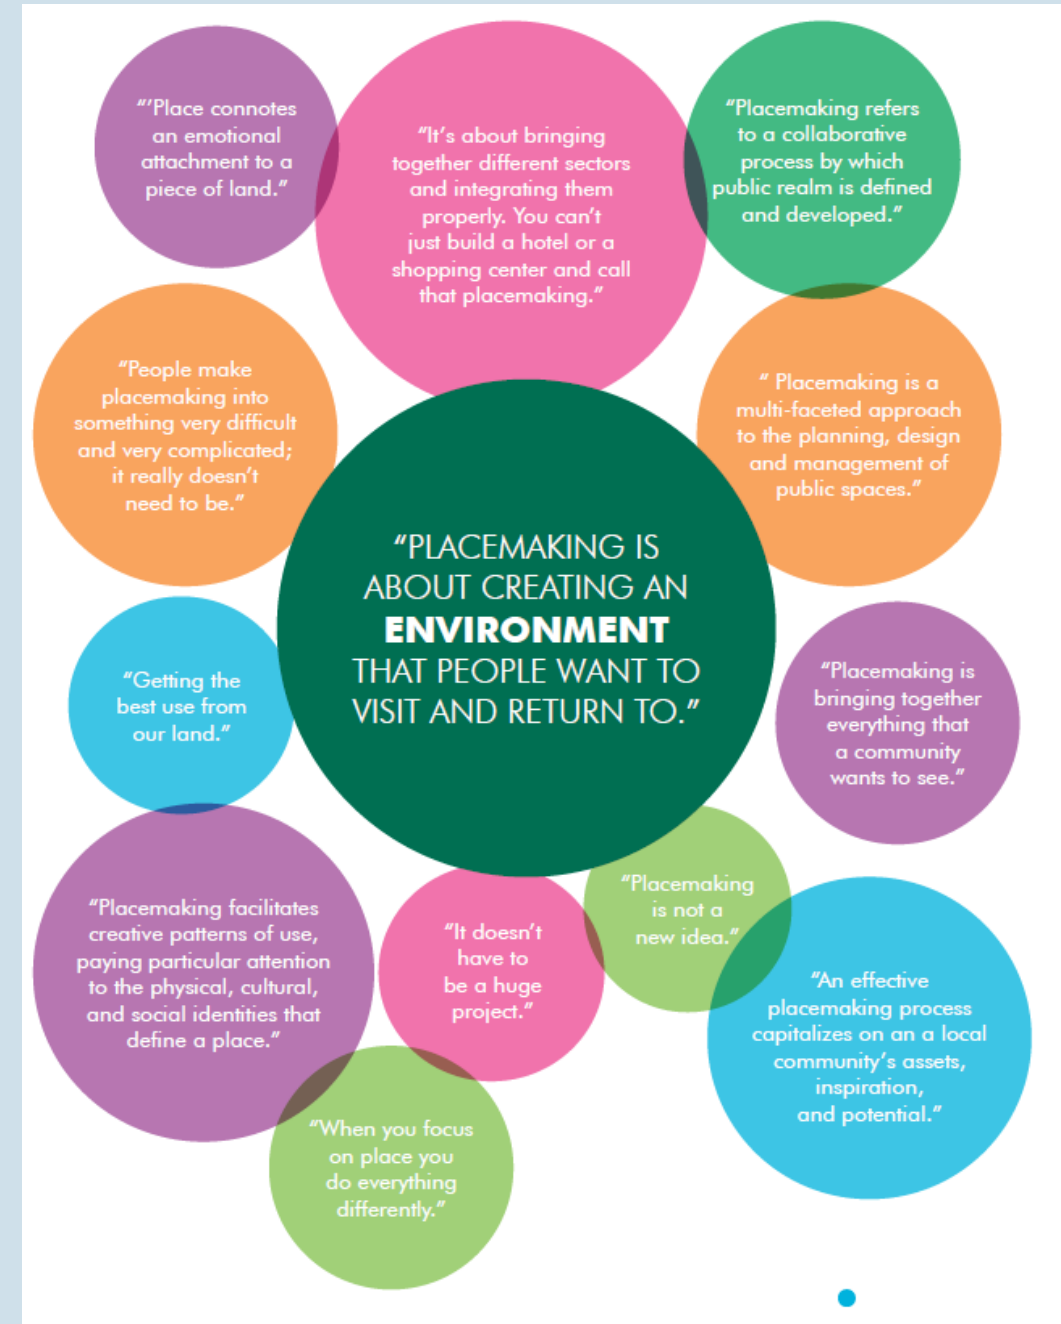 “’Place connotes
an emotional
attachment to a
piece of land.”
“It’s about bringing
together different sectors
and integrating them
properly. You can’t
just build a hotel or a
shopping center and call
that placemaking.”
“Placemaking refers
to a collaborative
process by which
public realm is defined
and developed.”
“People make
placemaking into
something very difficult
and very complicated;
it really doesn’t
need to be.”
“ Placemaking is a
multi-faceted approach
to the planning, design
and management of
public spaces.”
“PLACEMAKING IS
ABOUT CREATING AN
ENVIRONMENT
THAT PEOPLE WANT TO
VISIT AND RETURN TO.”
“Getting the
best use from
our land.”
“Placemaking is
bringing together
everything that
a community
wants to see.”
“Placemaking facilitates
creative patterns of use,
paying particular attention
to the physical, cultural,
and social identities that
define a place.”
“It doesn’t
have to
be a huge
project.”
“Placemaking
is not a
new idea.”
“An effective
placemaking process
capitalizes on an a local
community’s assets,
inspiration,
and potential.”
“When you focus
on place you
do everything
differently.”